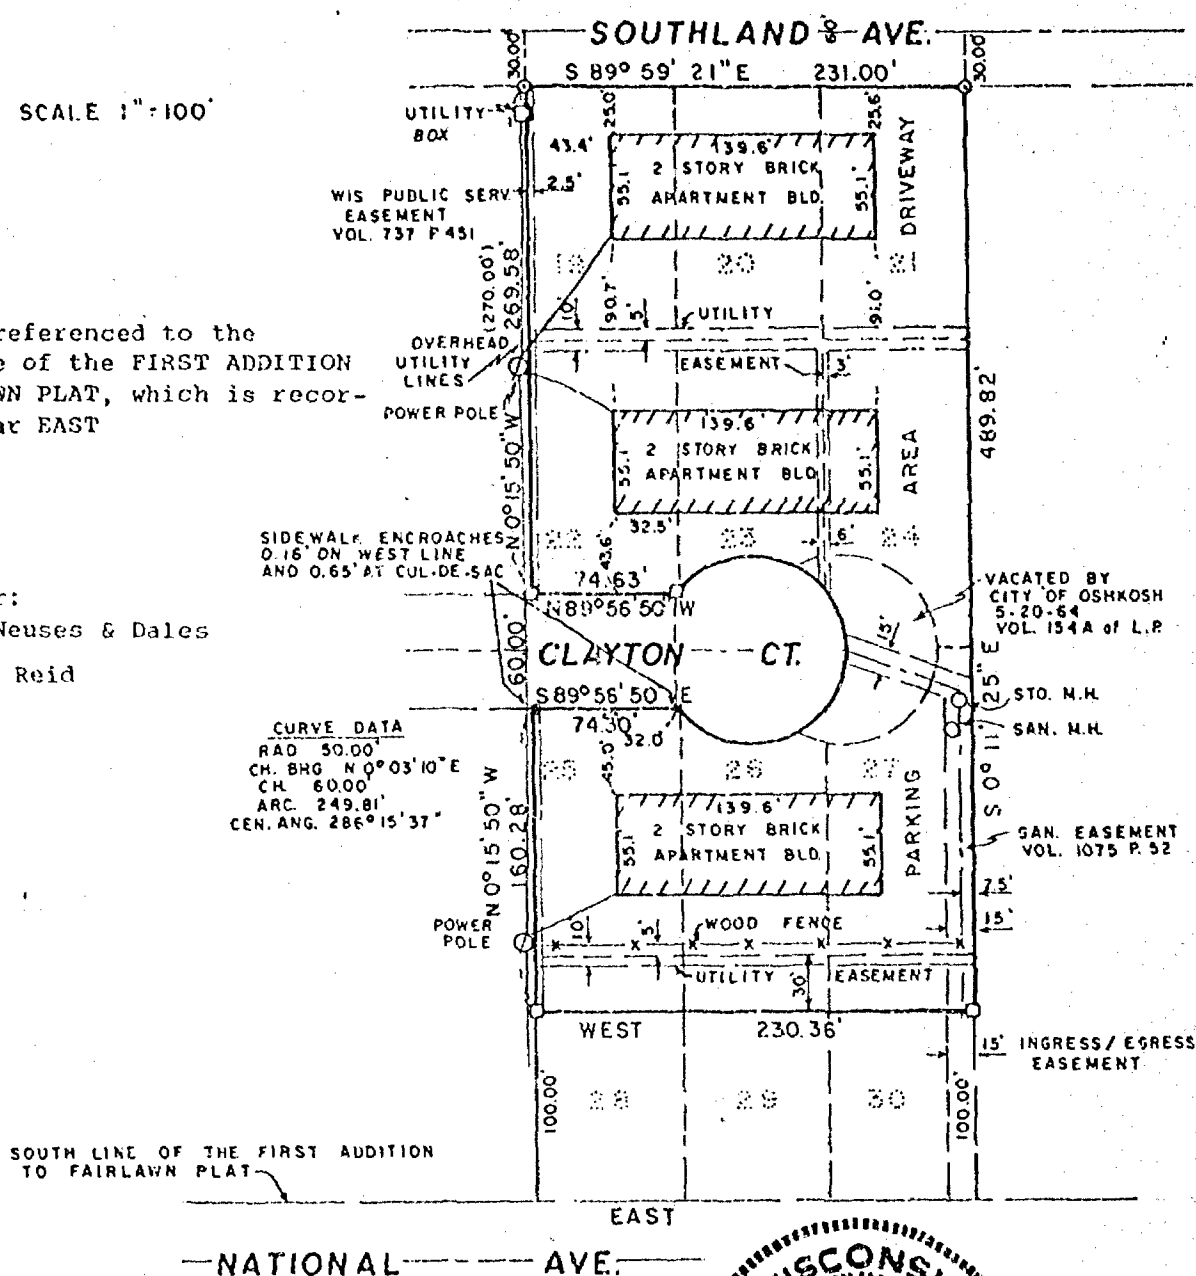 SOUTHLAND AVE.
60'
30.00'
S 89° 59' 21" E 231.00'
30.00'
SCALE 1"=100'
UTILITY
BOX
25.0'
25.6'
43.4'
2.5'
139.6'
2 STORY BRICK
APARTMENT BLD.
55.1
55.1'
DRIVEWAY
WIS PUBLIC SERV.
EASEMENT
VOL. 737 P 451
19 20 21
(270.00')
269.58'
10'
90.7'
5'
UTILITY
91.0'
referenced to the
e of the FIRST ADDITION
WN PLAT, which is recor-
ar EAST
OVERHEAD
UTILITY
LINES
EASEMENT
3'
POWER POLE
489.82'
139.6'
2 STORY BRICK
APARTMENT BLD
55.1
55.1'
AREA
N 0° 15' 50" W
32.5'
43.6'
6'
22 23 24
SIDEWALK ENCROACHES
0.16' ON WEST LINE
AND 0.65' AT CUL-DE-SAC
74.63'
N 89° 56' 50" W
VACATED BY
CITY OF OSHKOSH
5-20-64
VOL. 154A of L.P.
r:
Neuses & Dales
Reid
60.00'
CLAYTON CT.
15'
S 89° 56' 50" E
74.30'
32.0'
STO. M.H.
SAN. M.H.
S 0° 11' 25" E
CURVE DATA
RAD 50.00'
CH. BRG N 0° 03' 10" E
CH. 60.00'
ARC. 249.81'
CEN. ANG. 286° 15' 37"
45.0'
25 26 27
N 0° 15' 50" W
160.28'
139.6'
2 STORY BRICK
APARTMENT BLD.
55.1
55.1'
PARKING
SAN. EASEMENT
VOL. 1075 P. 52
7.5'
15'
POWER
POLE
10'
5'
WOOD FENCE
UTILITY EASEMENT
30'
WEST 230.36'
15' INGRESS/EGRESS
EASEMENT
100.00'
28 29 30
100.00'
SOUTH LINE OF THE FIRST ADDITION
TO FAIRLAWN PLAT
EAST
NATIONAL AVE.
WISCONSI